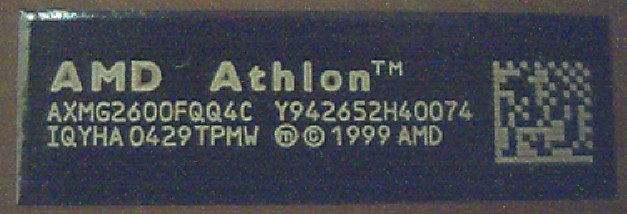 AMD Athlon™
AXMG2600FQQ4C Y942652H40074
IQYHA 0429TPMW ⓜ © 1999 AMD